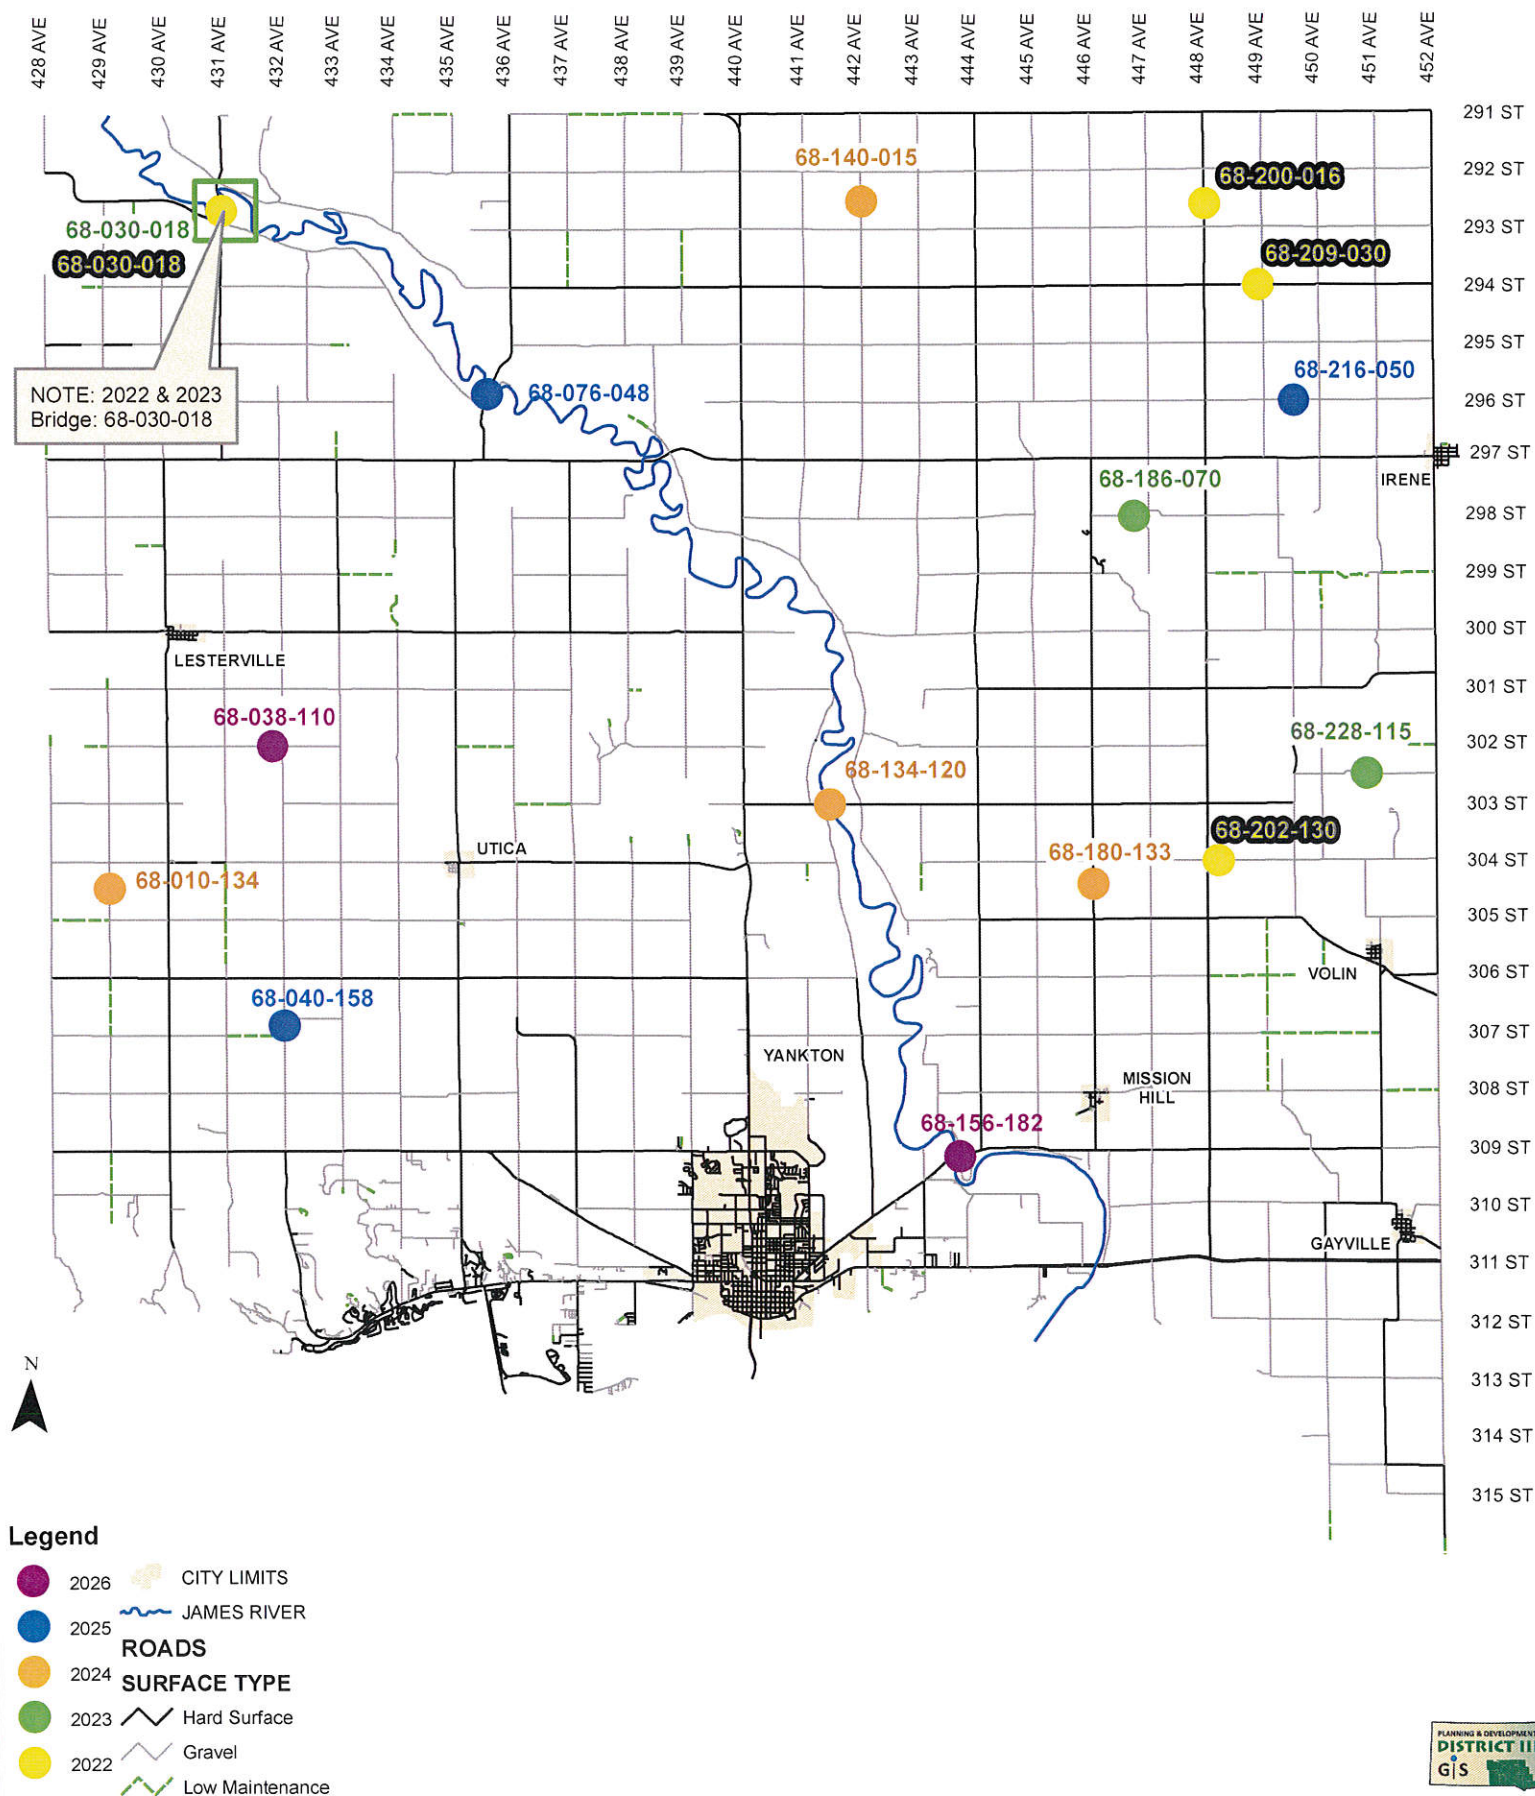 428 AVE
429 AVE
430 AVE
431 AVE
432 AVE
433 AVE
434 AVE
435 AVE
436 AVE
437 AVE
438 AVE
439 AVE
440 AVE
441 AVE
442 AVE
443 AVE
444 AVE
445 AVE
446 AVE
447 AVE
448 AVE
449 AVE
450 AVE
451 AVE
452 AVE
291 ST
68-140-015
292 ST
68-200-016
68-030-018
293 ST
68-030-018
68-209-030
294 ST
295 ST
68-216-050
NOTE: 2022 & 2023
Bridge: 68-030-018
68-076-048
296 ST
297 ST
IRENE
68-186-070
298 ST
299 ST
300 ST
LESTERVILLE
301 ST
68-038-110
68-228-115
302 ST
68-134-120
303 ST
68-202-130
UTICA
68-180-133
304 ST
68-010-134
305 ST
VOLIN
306 ST
68-040-158
307 ST
YANKTON
MISSION
HILL
308 ST
68-156-182
309 ST
310 ST
GAYVILLE
311 ST
312 ST
N
313 ST
314 ST
315 ST
Legend
2026
CITY LIMITS
2025
JAMES RIVER
ROADS
2024
SURFACE TYPE
2023
Hard Surface
2022
Gravel
Low Maintenance
PLANNING & DEVELOPMENT
DISTRICT III
GIS